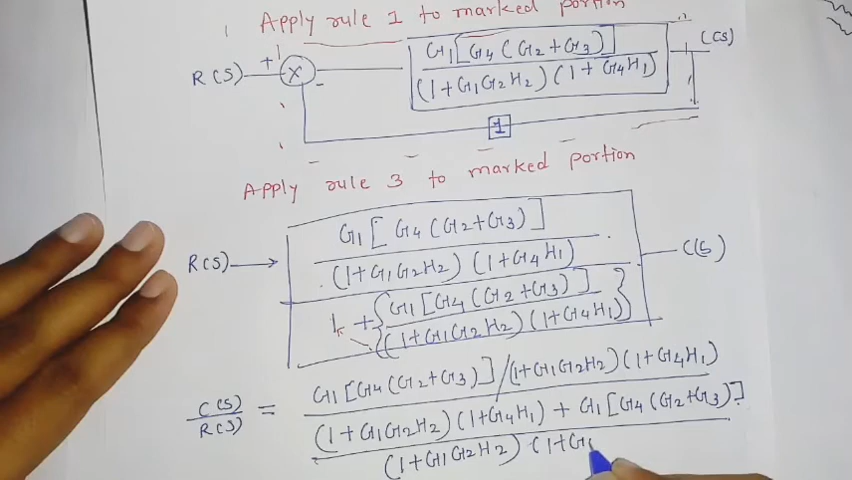 1 Apply rule 1 to marked portion
G1[G4(G2+G3)]
R(S) + X - C(S)
(1+G1G2H2)(1+G4H1)
1
Apply rule 3 to marked portion
G1[G4(G2+G3)]
R(S) C(S)
(1+G1G2H2)(1+G4H1)
1 + {G1[G4(G2+G3)]
(1+G1G2H2)(1+G4H1)}
G1[G4(G2+G3)]/(1+G1G2H2)(1+G4H1)
C(S)/R(S) =
(1+G1G2H2)(1+G4H1) + G1[G4(G2+G3)]
(1+G1G2H2) (1+G